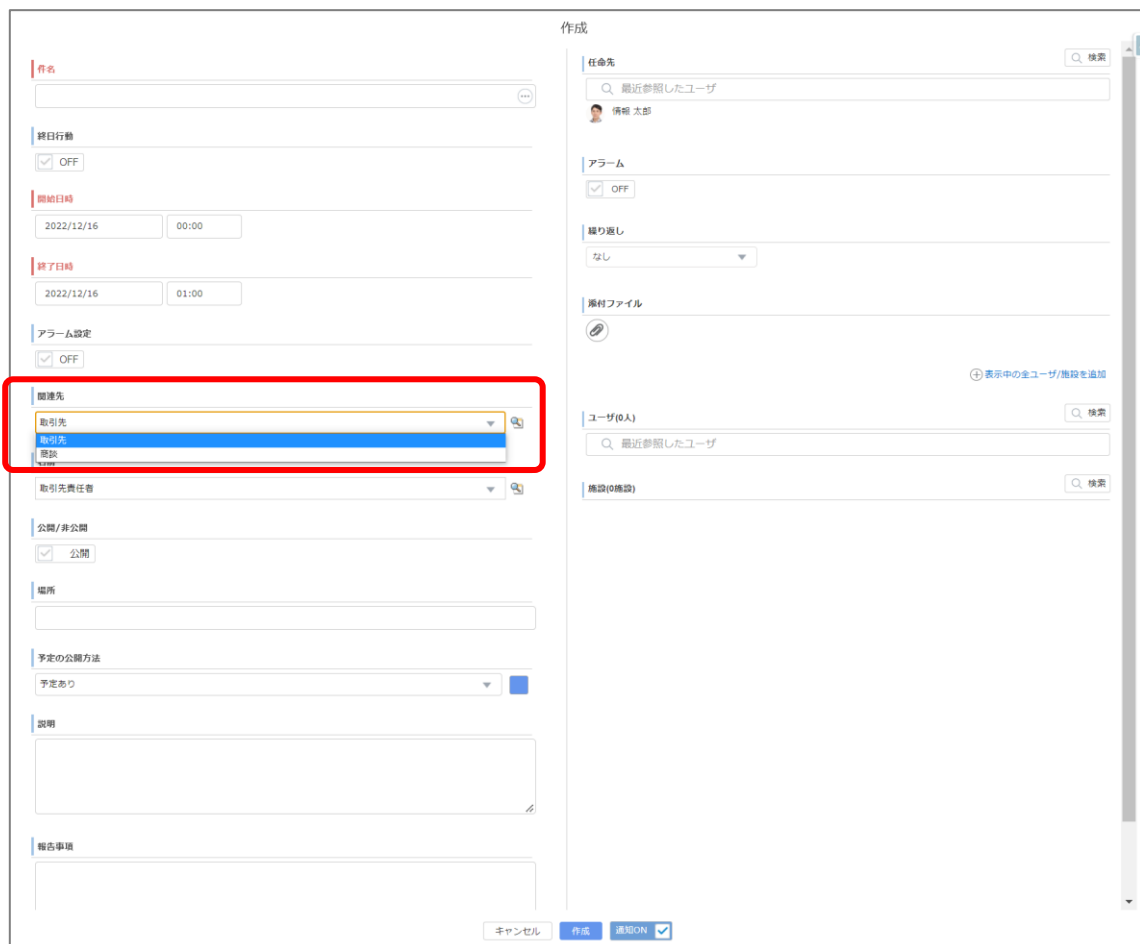 作成
件名
終日行動
OFF
開始日時
2022/12/16 00:00
終了日時
2022/12/16 01:00
アラーム設定
OFF
関連先
取引先
取引先
商談
取引先責任者
公開/非公開
公開
場所
予定の公開方法
予定あり
説明
報告事項
任命先
検索
最近参照したユーザ
情報 太郎
アラーム
OFF
繰り返し
なし
添付ファイル
表示中の全ユーザ/施設を追加
ユーザ(0人)
検索
最近参照したユーザ
施設(0施設)
検索
キャンセル 作成 通知ON